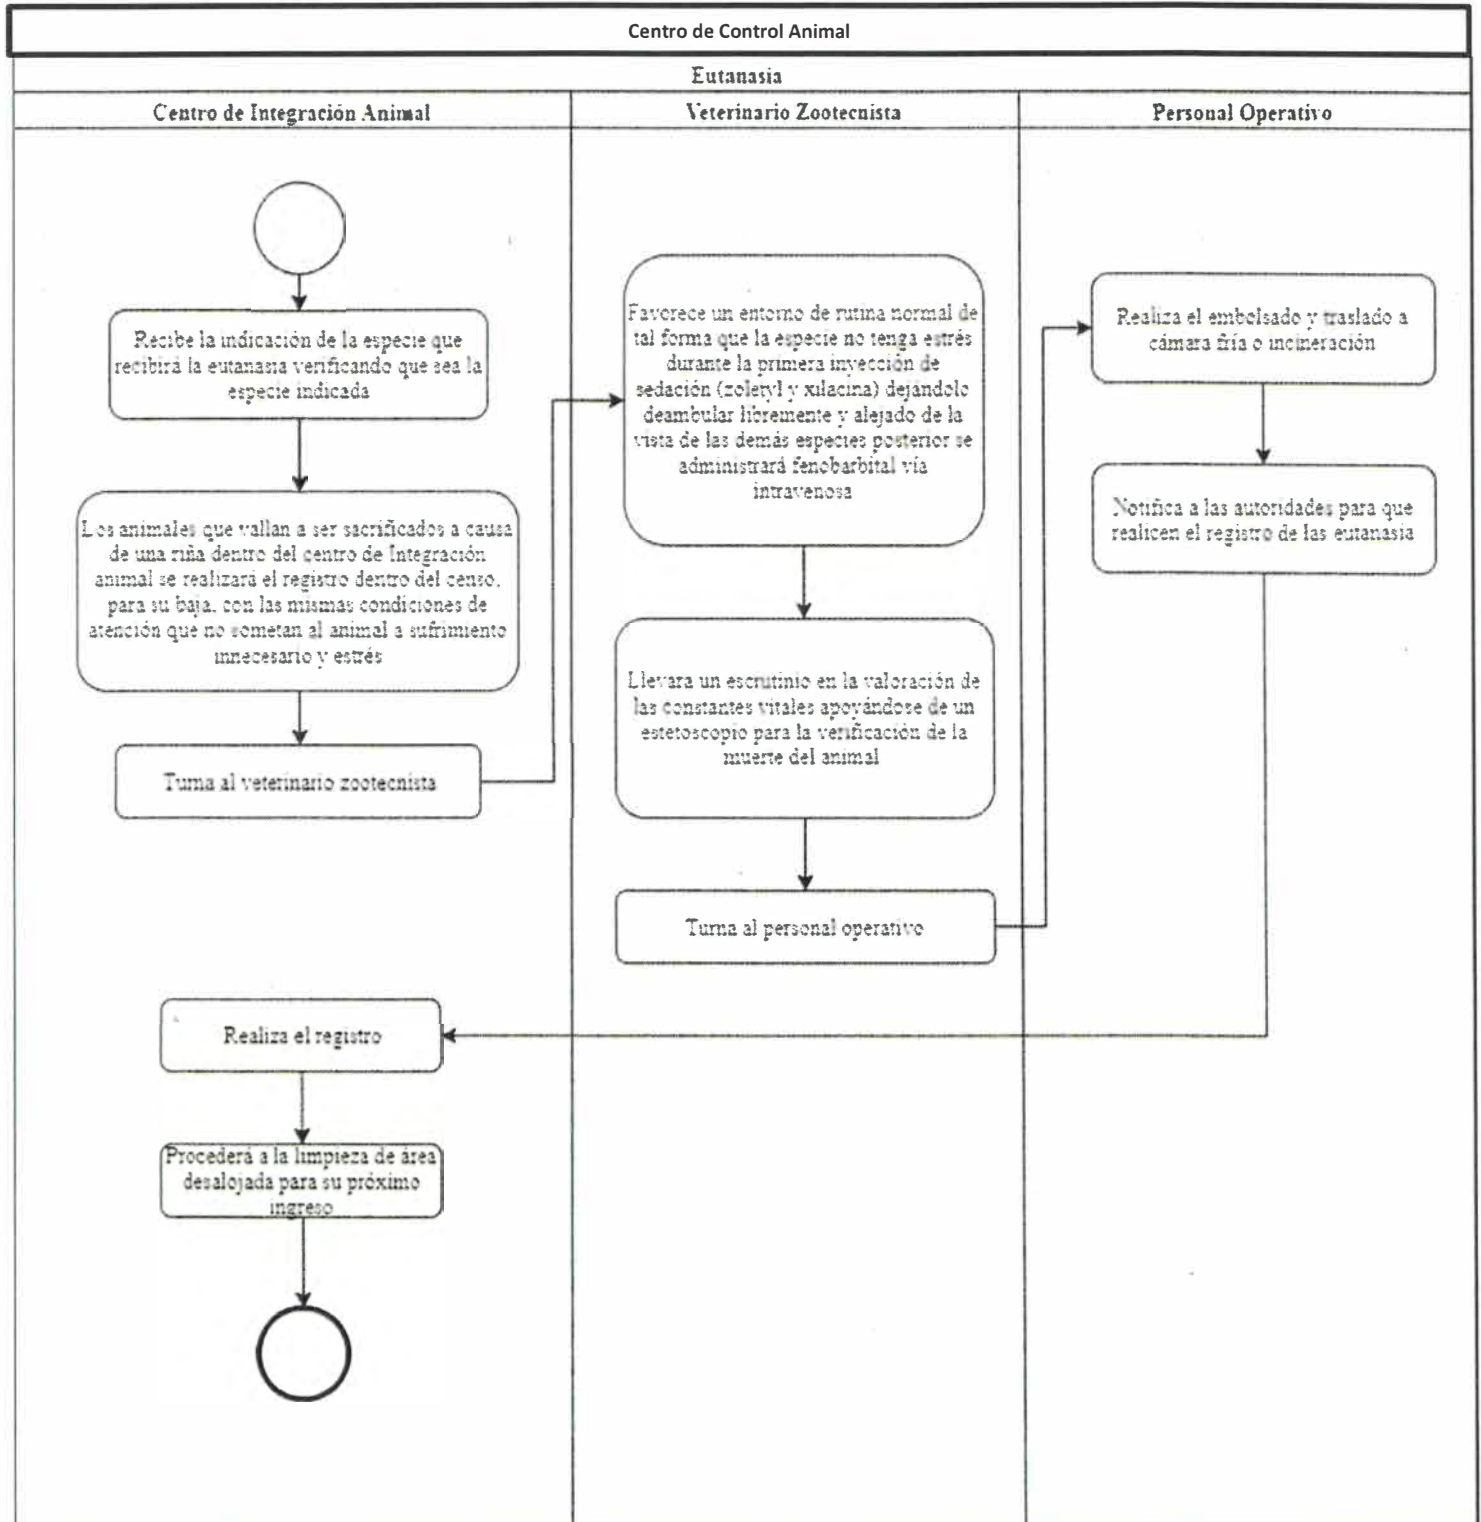 Centro de Control Animal
Eutanasia
Centro de Integración Animal
Veterinario Zootecnista
Personal Operativo
Recibe la indicación de la especie que
recibirá la eutanasia verificando que sea la
especie indicada
Los animales que vallan a ser sacrificados a causa
de una riña dentro del centro de Integración
animal se realizará el registro dentro del censo,
para su baja, con las mismas condiciones de
atención que no sometan al animal a sufrimiento
innecesario y estrés
Turna al veterinario zootecnista
Favorece un entorno de rutina normal de
tal forma que la especie no tenga estrés
durante la primera inyección de
sedación (zoletyl y xilacina) dejándolo
deambular libremente y alejado de la
vista de las demás especies posterior se
administrará fenobarbital vía
intravenosa
Llevara un escrutinio en la valoración de
las constantes vitales apoyándose de un
estetoscopio para la verificación de la
muerte del animal
Turna al personal operativo
Realiza el embolsado y traslado a
cámara fría o incineración
Notifica a las autoridades para que
realicen el registro de las eutanasia
Realiza el registro
Procederá a la limpieza de área
desalojada para su próximo
ingreso